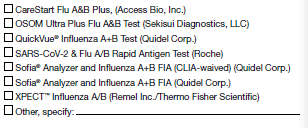 CareStart Flu A&B Plus, (Access Bio, Inc.)
OSOM Ultra Plus Flu A&B Test (Sekisui Diagnostics, LLC)
QuickVue® Influenza A+B Test (Quidel Corp.)
SARS-CoV-2 & Flu A/B Rapid Antigen Test (Roche)
Sofia® Analyzer and Influenza A+B FIA (CLIA-waived) (Quidel Corp.)
Sofia® Analyzer and Influenza A+B FIA (Quidel Corp.)
XPECT™ Influenza A/B (Remel Inc./Thermo Fisher Scientific)
Other, specify: